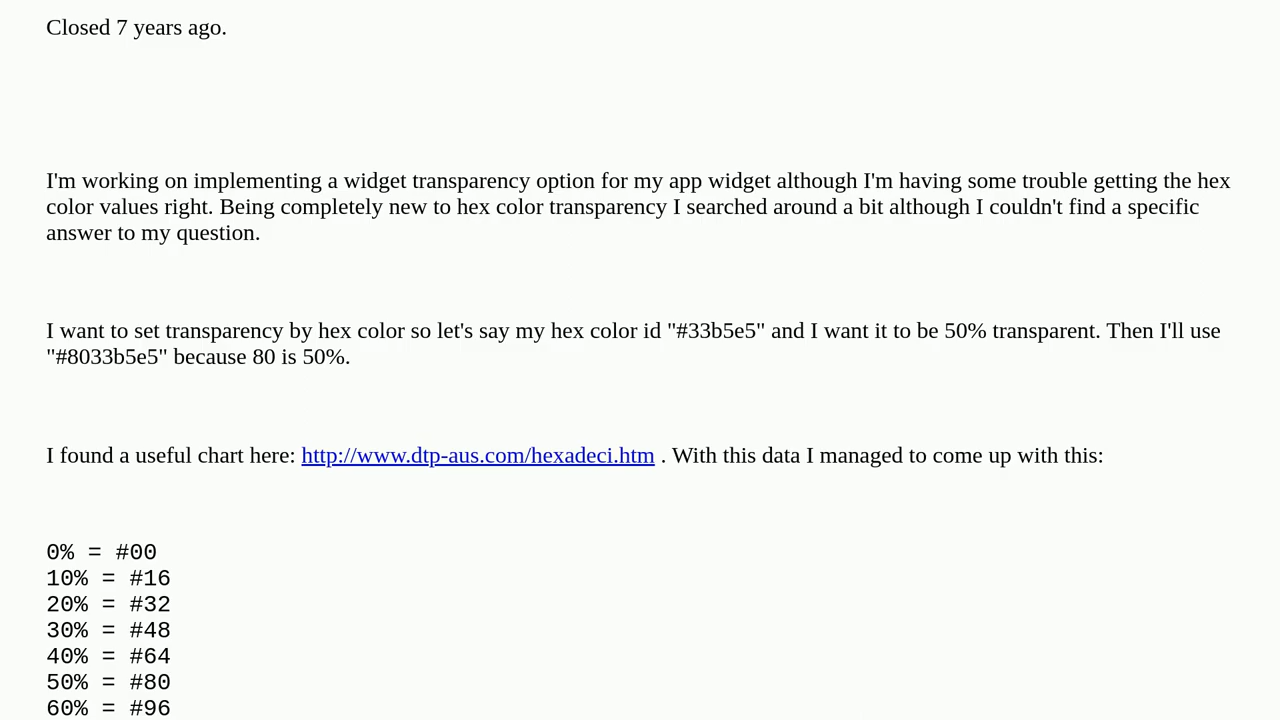 Closed 7 years ago.
I'm working on implementing a widget transparency option for my app widget although I'm having some trouble getting the hex
color values right. Being completely new to hex color transparency I searched around a bit although I couldn't find a specific
answer to my question.
I want to set transparency by hex color so let's say my hex color id "#33b5e5" and I want it to be 50% transparent. Then I'll use
"#8033b5e5" because 80 is 50%.
I found a useful chart here: http://www.dtp-aus.com/hexadeci.htm . With this data I managed to come up with this:
0% = #00
10% = #16
20% = #32
30% = #48
40% = #64
50% = #80
60% = #96